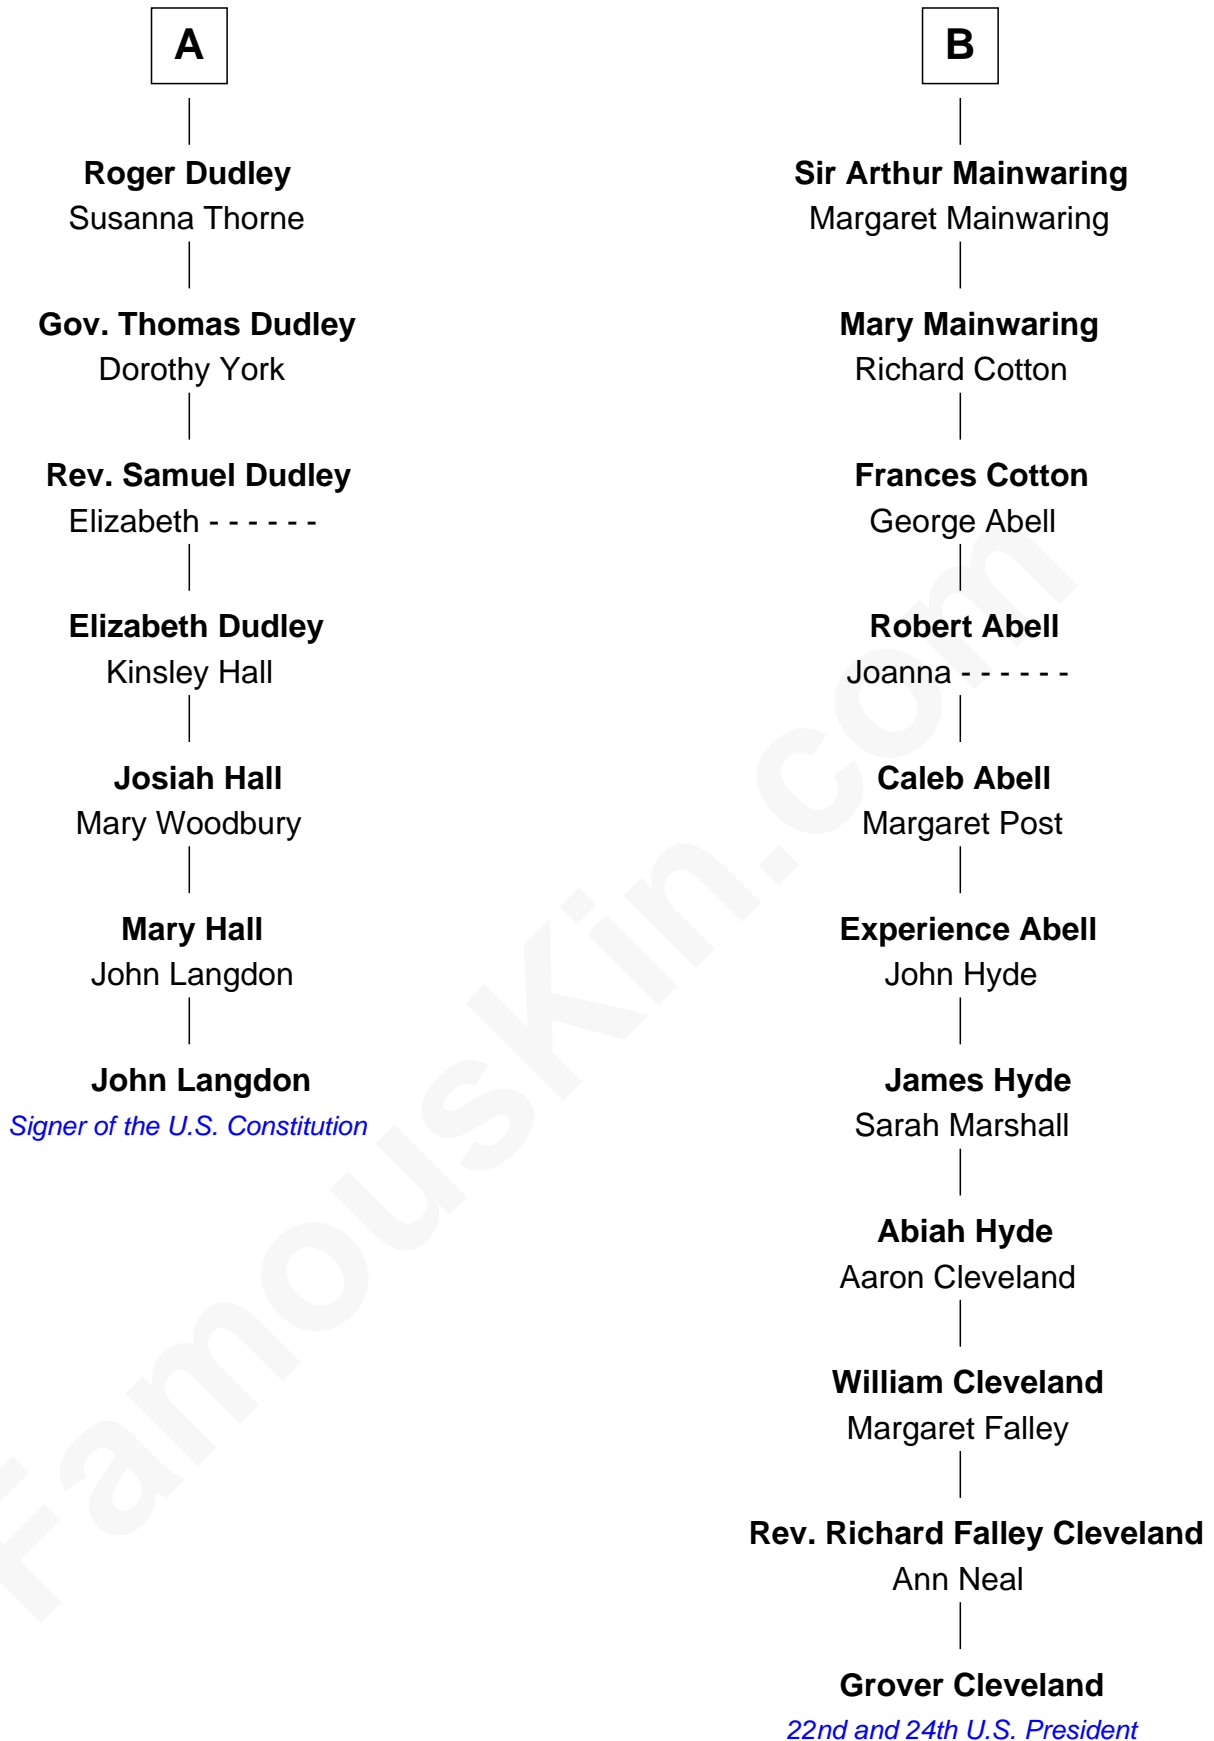 A
Roger Dudley
Susanna Thorne
Gov. Thomas Dudley
Dorothy York
Rev. Samuel Dudley
Elizabeth - - - - - -
Elizabeth Dudley
Kinsley Hall
Josiah Hall
Mary Woodbury
Mary Hall
John Langdon
John Langdon
Signer of the U.S. Constitution
B
Sir Arthur Mainwaring
Margaret Mainwaring
Mary Mainwaring
Richard Cotton
Frances Cotton
George Abell
Robert Abell
Joanna - - - - - -
Caleb Abell
Margaret Post
Experience Abell
John Hyde
James Hyde
Sarah Marshall
Abiah Hyde
Aaron Cleveland
William Cleveland
Margaret Falley
Rev. Richard Falley Cleveland
Ann Neal
Grover Cleveland
22nd and 24th U.S. President
FamousKin.com